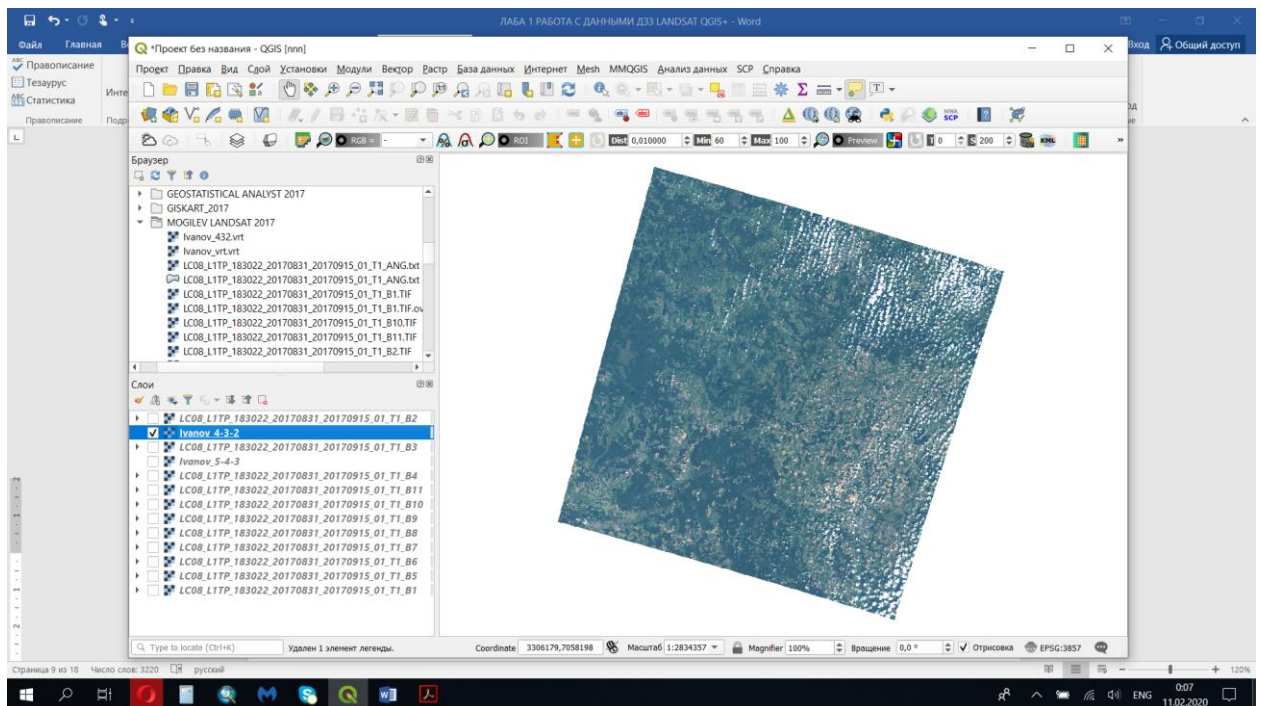 ЛАБА 1 РАБОТА С ДАННЫМИ ДЗЗ LANDSAT QGIS+ - Word
Файл Главная В
Вход Общий доступ
Правописание
Тезаурус
Статистика
Инте
Правописание Подр
*Проект без названия - QGIS [nnn]
Проект Правка Вид Слой Установки Модули Вектор Растр База данных Интернет Mesh MMQGIS Анализ данных SCP Справка
RGB = - ROI Dist 0,010000 Min 60 Max 100 Preview T 0 S 200 KML »
Браузер
GEOSTATISTICAL ANALYST 2017
GISKART_2017
MOGILEV LANDSAT 2017
Ivanov_432.vrt
Ivanov_vrt.vrt
LC08_L1TP_183022_20170831_20170915_01_T1_ANG.txt
LC08_L1TP_183022_20170831_20170915_01_T1_ANG.txt
LC08_L1TP_183022_20170831_20170915_01_T1_B1.TIF
LC08_L1TP_183022_20170831_20170915_01_T1_B1.TIF.ov
LC08_L1TP_183022_20170831_20170915_01_T1_B10.TIF
LC08_L1TP_183022_20170831_20170915_01_T1_B11.TIF
LC08_L1TP_183022_20170831_20170915_01_T1_B2.TIF
Слои
LC08_L1TP_183022_20170831_20170915_01_T1_B2
Ivanov_4-3-2
LC08_L1TP_183022_20170831_20170915_01_T1_B3
Ivanov_5-4-3
LC08_L1TP_183022_20170831_20170915_01_T1_B4
LC08_L1TP_183022_20170831_20170915_01_T1_B11
LC08_L1TP_183022_20170831_20170915_01_T1_B10
LC08_L1TP_183022_20170831_20170915_01_T1_B9
LC08_L1TP_183022_20170831_20170915_01_T1_B8
LC08_L1TP_183022_20170831_20170915_01_T1_B7
LC08_L1TP_183022_20170831_20170915_01_T1_B6
LC08_L1TP_183022_20170831_20170915_01_T1_B5
LC08_L1TP_183022_20170831_20170915_01_T1_B1
Type to locate (Ctrl+K) Удален 1 элемент легенды. Coordinate 3306179,7058198 Масштаб 1:2834357 Magnifier 100% Вращение 0,0 ° Отрисовка EPSG:3857
Страница 9 из 18 Число слов: 3220 русский 120%
ENG 0:07
11.02.2020